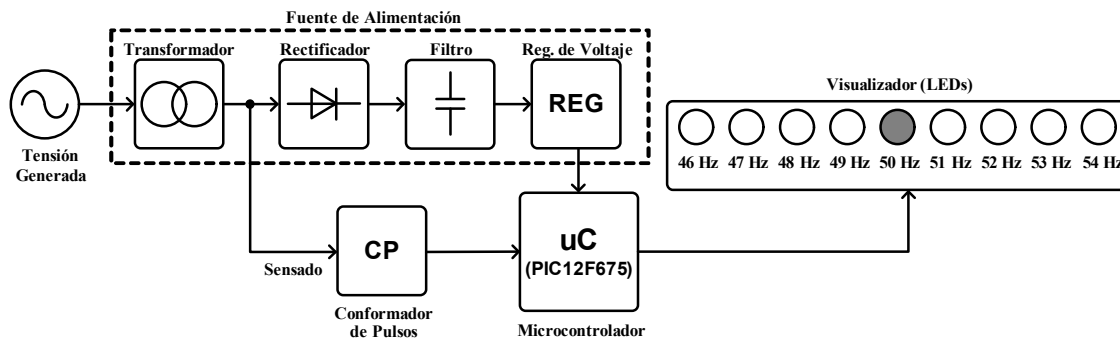 Fuente de Alimentación
Transformador
Rectificador
Filtro
Reg. de Voltaje
REG
Tensión
Generada
Visualizador (LEDs)
46 Hz 47 Hz 48 Hz 49 Hz 50 Hz 51 Hz 52 Hz 53 Hz 54 Hz
Sensado
CP
Conformador
de Pulsos
uC
(PIC12F675)
Microcontrolador